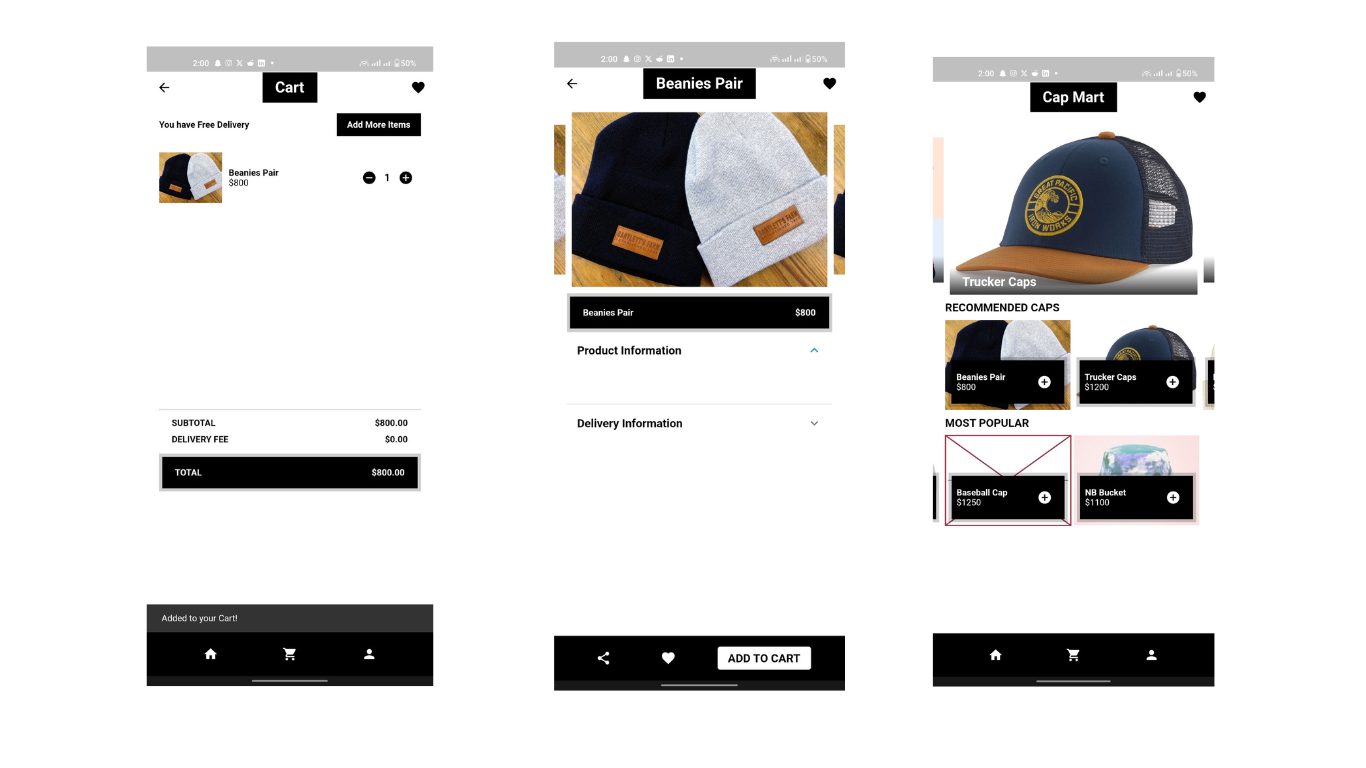 2:00
50%
Cart
You have Free Delivery
Add More Items
Beanies Pair
$800
1
SUBTOTAL $800.00
DELIVERY FEE $0.00
TOTAL $800.00
Added to your Cart!
2:00
50%
Beanies Pair
BARTLETT'S FARM
Beanies Pair $800
Product Information
Delivery Information
ADD TO CART
2:00
50%
Cap Mart
GREAT PACIFIC
IRON WORKS
Trucker Caps
RECOMMENDED CAPS
Beanies Pair
$800
Trucker Caps
$1200
MOST POPULAR
Baseball Cap
$1250
NB Bucket
$1100